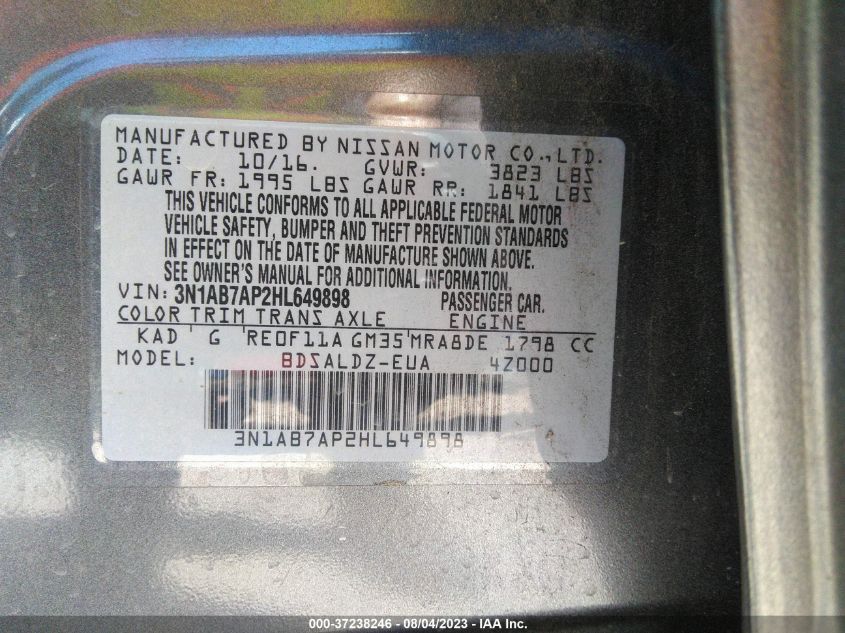 MANUFACTURED BY NISSAN MOTOR CO.,LTD.
DATE: 10/16. GVWR: 3823 LBS
GAWR FR: 1995 LBS GAWR RR: 1841 LBS
THIS VEHICLE CONFORMS TO ALL APPLICABLE FEDERAL MOTOR
VEHICLE SAFETY, BUMPER AND THEFT PREVENTION STANDARDS
IN EFFECT ON THE DATE OF MANUFACTURE SHOWN ABOVE.
SEE OWNER'S MANUAL FOR ADDITIONAL INFORMATION.
VIN: 3N1AB7AP2HL649898 PASSENGER CAR.
COLOR TRIM TRANS AXLE ENGINE
KAD G RE0F11A GM35 MRA8DE 1798 CC
MODEL: BDSALDZ-EUA 4Z000
3N1AB7AP2HL649898
000-37238246 - 08/04/2023 - IAA Inc.